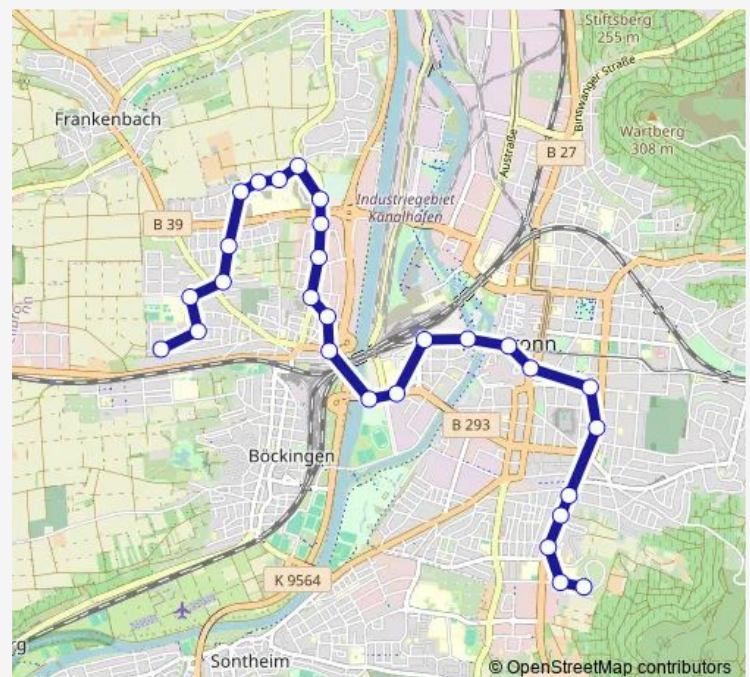 Stiftsberg
255 m
Frankenbach
Binswanger Straße
Wartberg
308 m
Austraße
B 27
Industriegebiet
Kanalhafen
B 39
onn
B 293
Böckingen
K 9564
g
Sontheim
© OpenStreetMap contributors